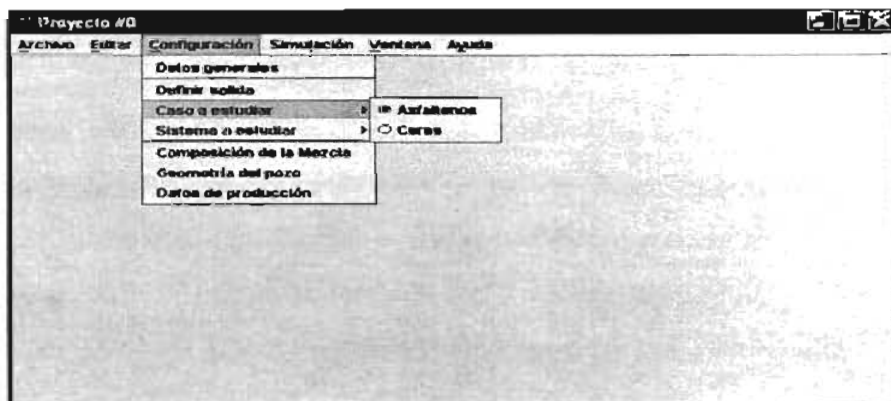 Proyecto #0
Archivo Editar Configuración Simulación Ventana Ayuda
Datos generales
Definir solido
Caso a estudiar
Asfaltenos
Sistema a estudiar
Ceras
Composición de la Mezcla
Geometría del pozo
Datos de producción